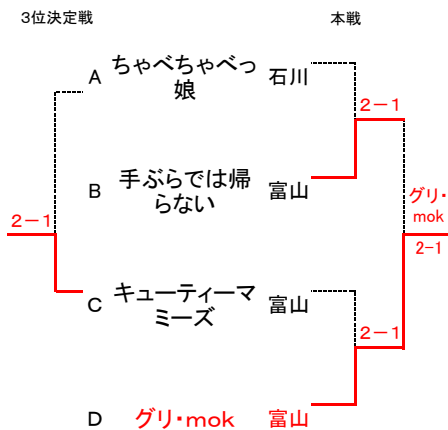 3位決定戦
本戦
A ちゃべちゃべっ 石川
娘
2－1
B 手ぶらでは帰 富山
らない
グリ・
mok
2－1
2-1
C キューティーマ 富山
ミーズ
2－1
D グリ・mok 富山